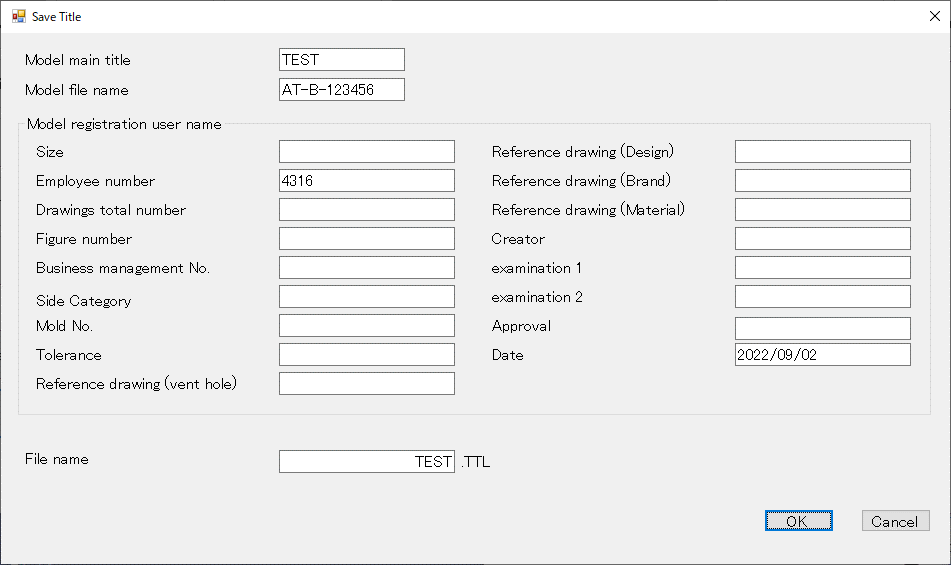 Save Title
Model main title TEST
Model file name AT-B-123456
Model registration user name
Size Reference drawing (Design)
Employee number 4316 Reference drawing (Brand)
Drawings total number Reference drawing (Material)
Figure number Creator
Business management No. examination 1
Side Category examination 2
Mold No. Approval
Tolerance Date 2022/09/02
Reference drawing (vent hole)
File name TEST .TTL
OK Cancel